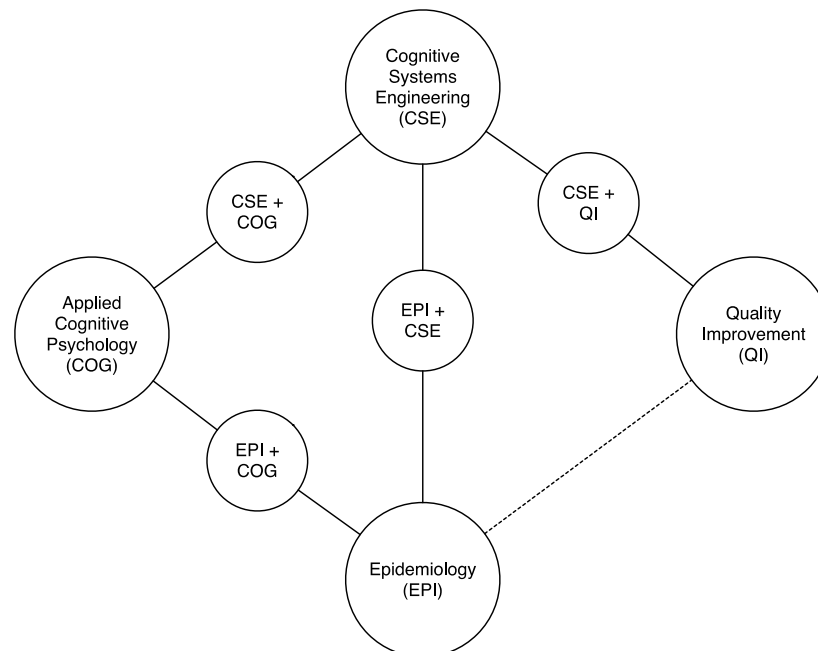 Cognitive
Systems
Engineering
(CSE)
CSE +
COG
CSE +
QI
Applied
Cognitive
Psychology
(COG)
EPI +
CSE
Quality
Improvement
(QI)
EPI +
COG
Epidemiology
(EPI)